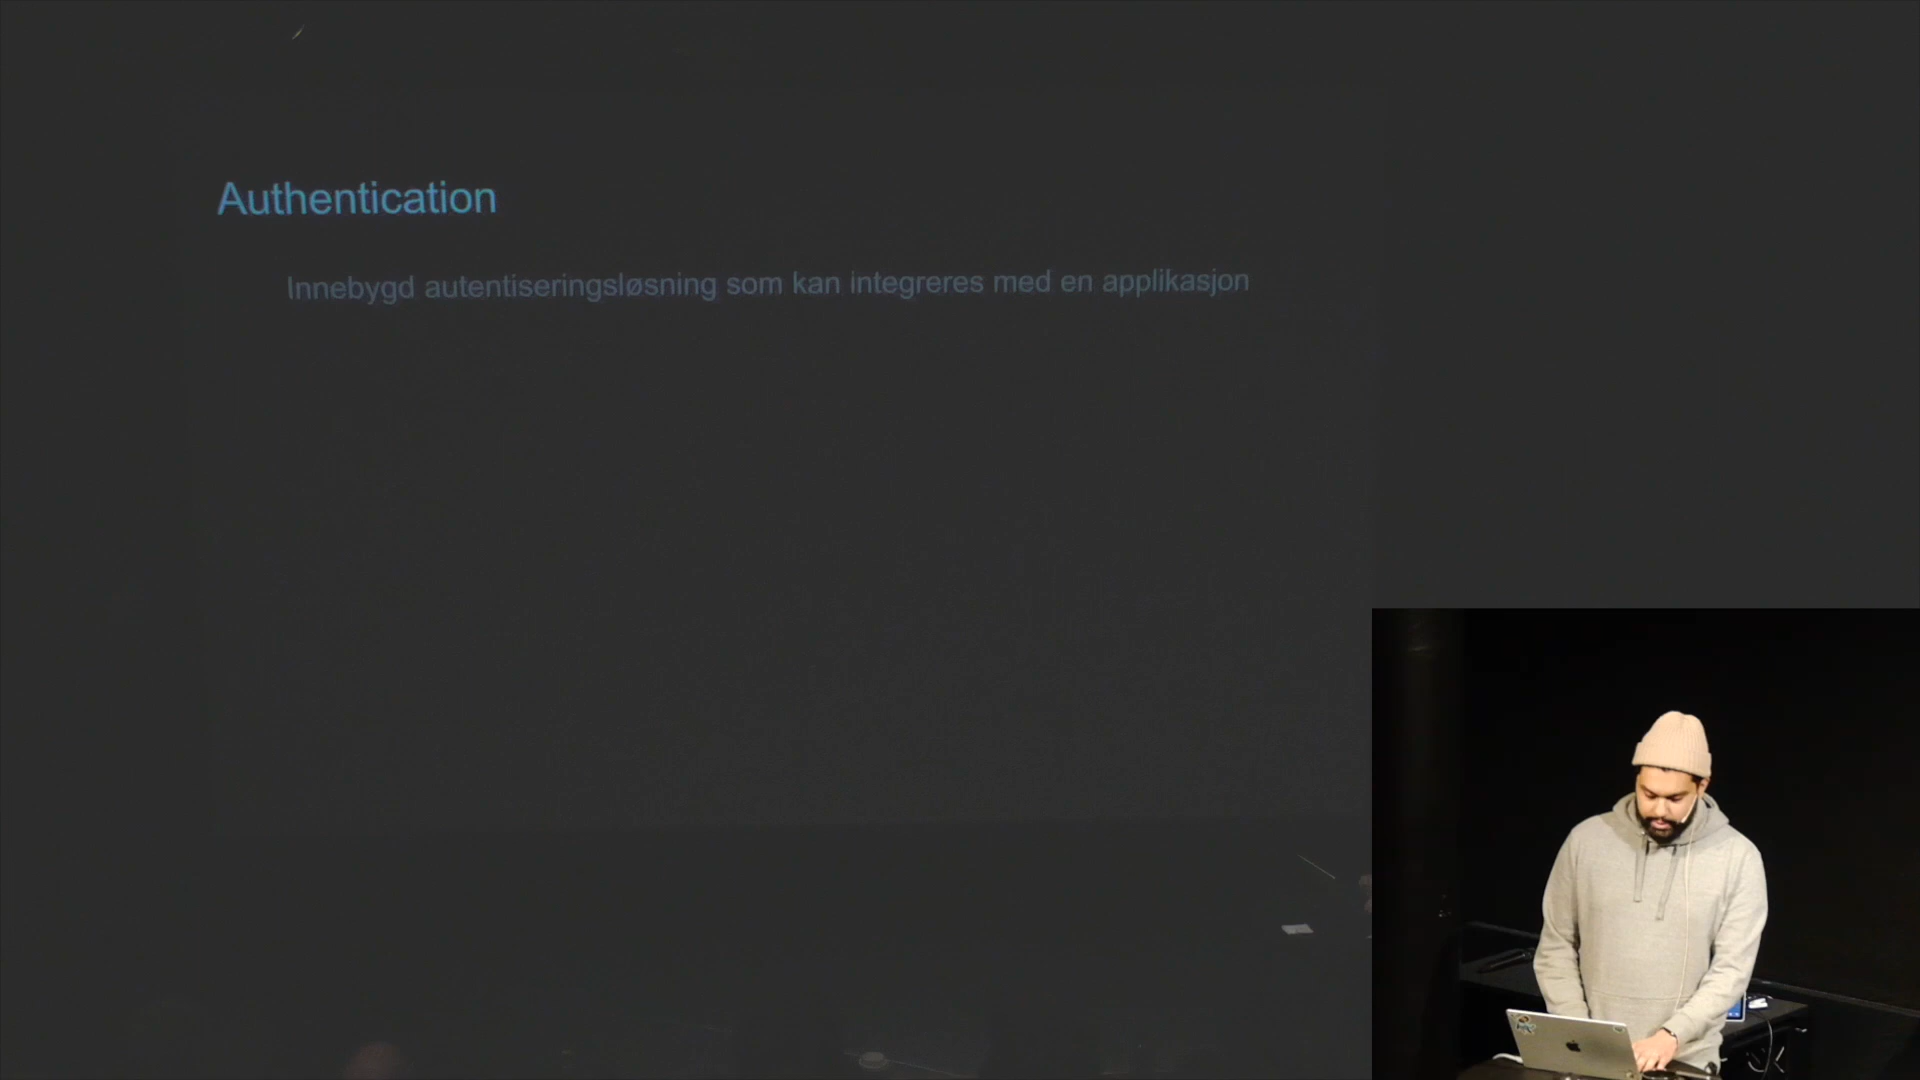 Authentication
Innebygd autentiseringsløsning som kan integreres med en applikasjon